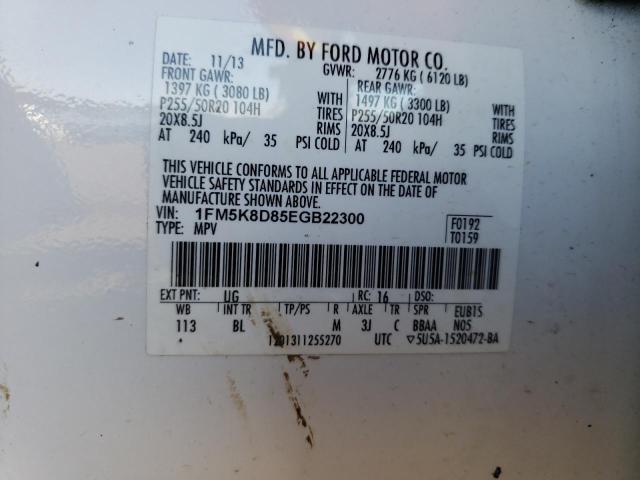 MFD. BY FORD MOTOR CO.
DATE: 11/13 GVWR: 2776 KG ( 6120 LB)
FRONT GAWR: REAR GAWR:
1397 KG ( 3080 LB) WITH 1497 KG ( 3300 LB) WITH
P255/50R20 104H TIRES P255/50R20 104H TIRES
20X8.5J RIMS 20X8.5J RIMS
AT 240 kPa/ 35 PSI COLD AT 240 kPa/ 35 PSI COLD
THIS VEHICLE CONFORMS TO ALL APPLICABLE FEDERAL MOTOR
VEHICLE SAFETY STANDARDS IN EFFECT ON THE DATE OF
MANUFACTURE SHOWN ABOVE.
VIN: 1FM5K8D85EGB22300 F0192
TYPE: MPV T0159
EXT PNT: UG RC: 16 DSO:
WB INT TR TP/PS R AXLE TR SPR EUB1S
113 BL M 3J C BBAA N05
1201311255270 UTC ▽5U5A-1520472-BA